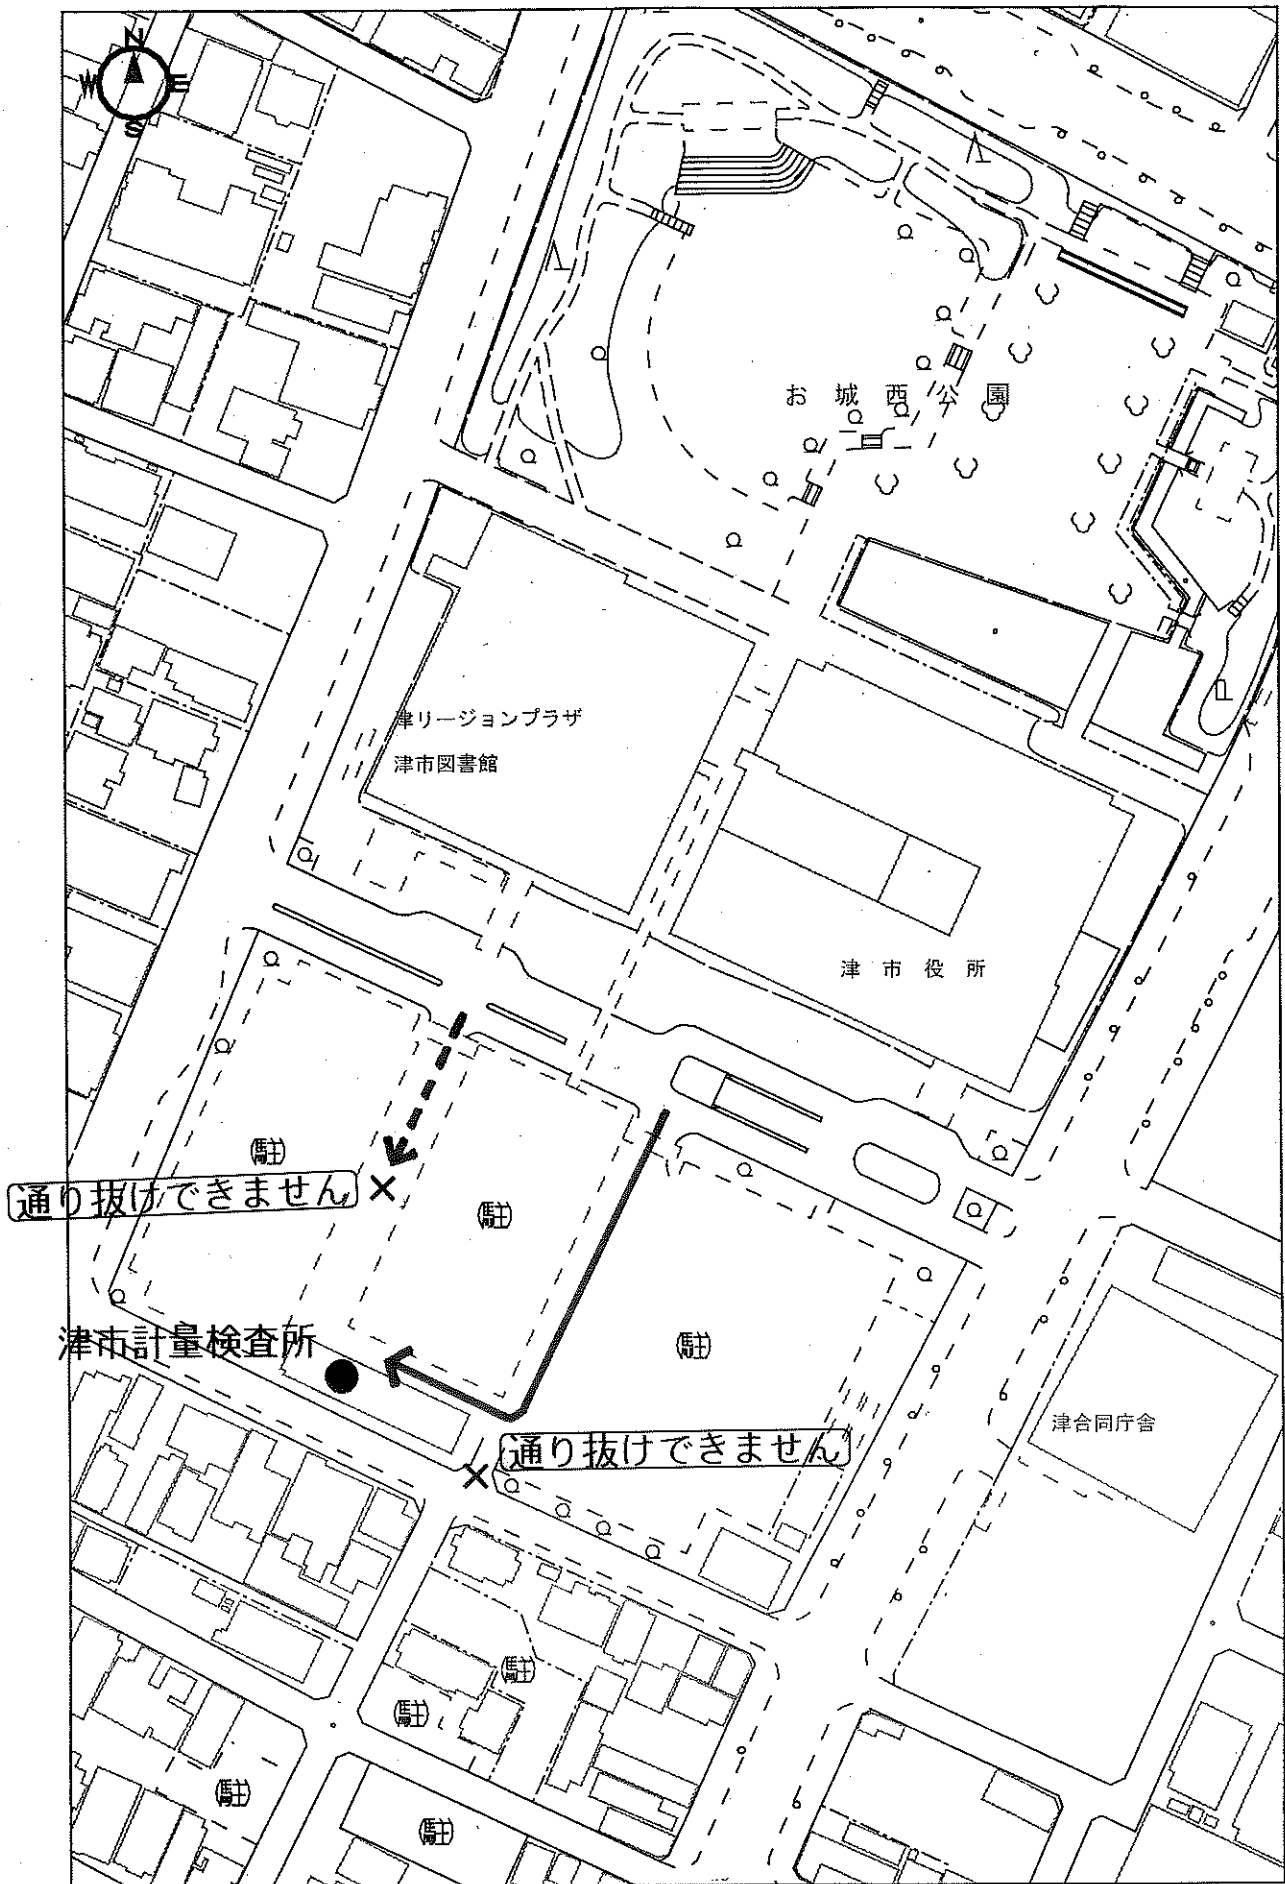 N
W E
S
お城西公園
津リージョンプラザ
津市図書館
津市役所
駐
通り抜けできません
駐
津市計量検査所
駐
津合同庁舎
通り抜けできません
駐
駐
駐
駐